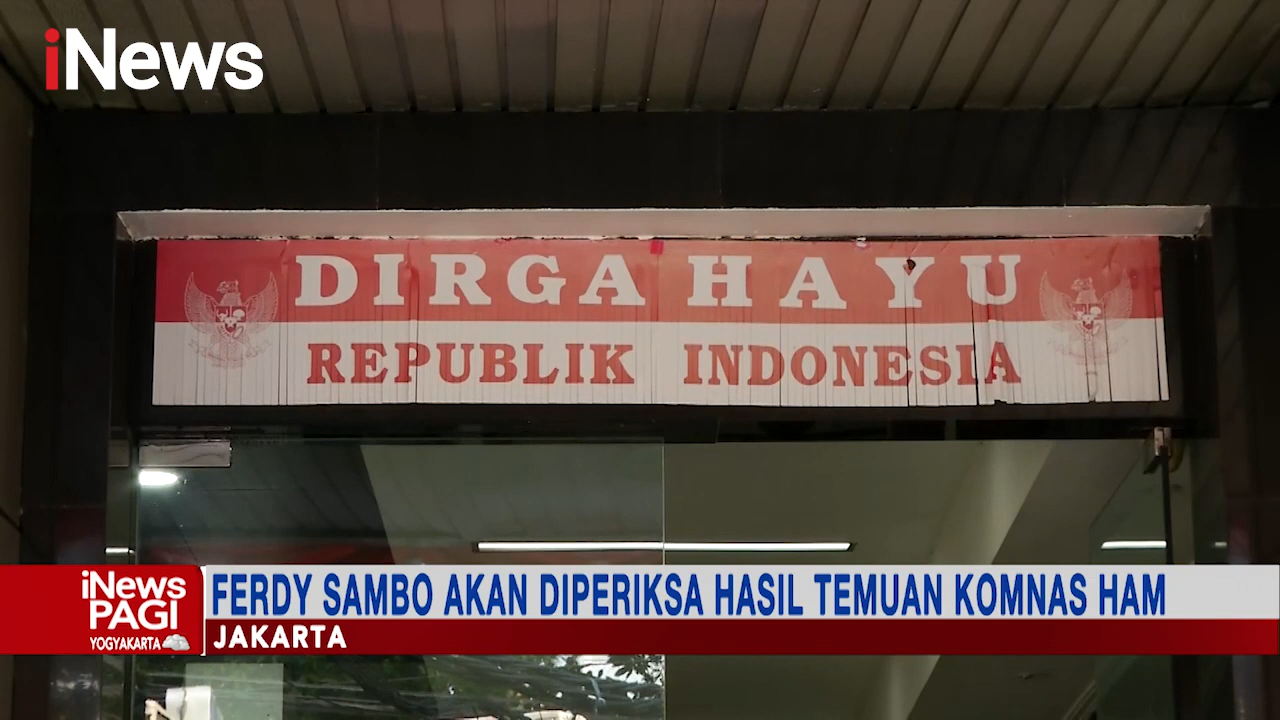 iNews
DIRGAHAYU
REPUBLIK INDONESIA
iNews
PAGI
YOGYAKARTA
FERDY SAMBO AKAN DIPERIKSA HASIL TEMUAN KOMNAS HAM
JAKARTA